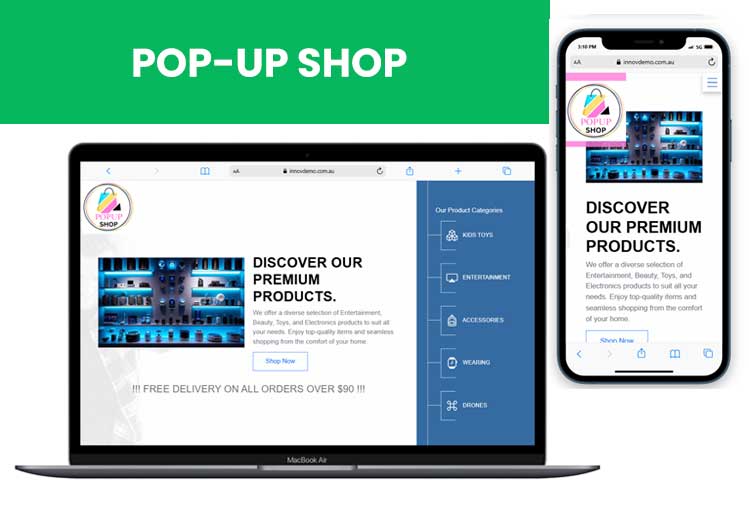 POP-UP SHOP
3:10 PM
5G
AA
innovdemo.com.au
POPUP
SHOP
DISCOVER
OUR PREMIUM
PRODUCTS.
We offer a diverse selection of
Entertainment, Beauty, Toys, and
Electronics products to suit all your
needs. Enjoy top-quality items and
seamless shopping from the comfort
of your home.
Shop Now
AA
innovdemo.com.au
POPUP
SHOP
DISCOVER OUR
PREMIUM
PRODUCTS.
We offer a diverse selection of Entertainment,
Beauty, Toys, and Electronics products to suit all
your needs. Enjoy top-quality items and seamless
shopping from the comfort of your home.
Shop Now
!!! FREE DELIVERY ON ALL ORDERS OVER $90 !!!
Our Product Categories
KIDS TOYS
ENTERTAINMENT
ACCESSORIES
WEARING
DRONES
MacBook Air